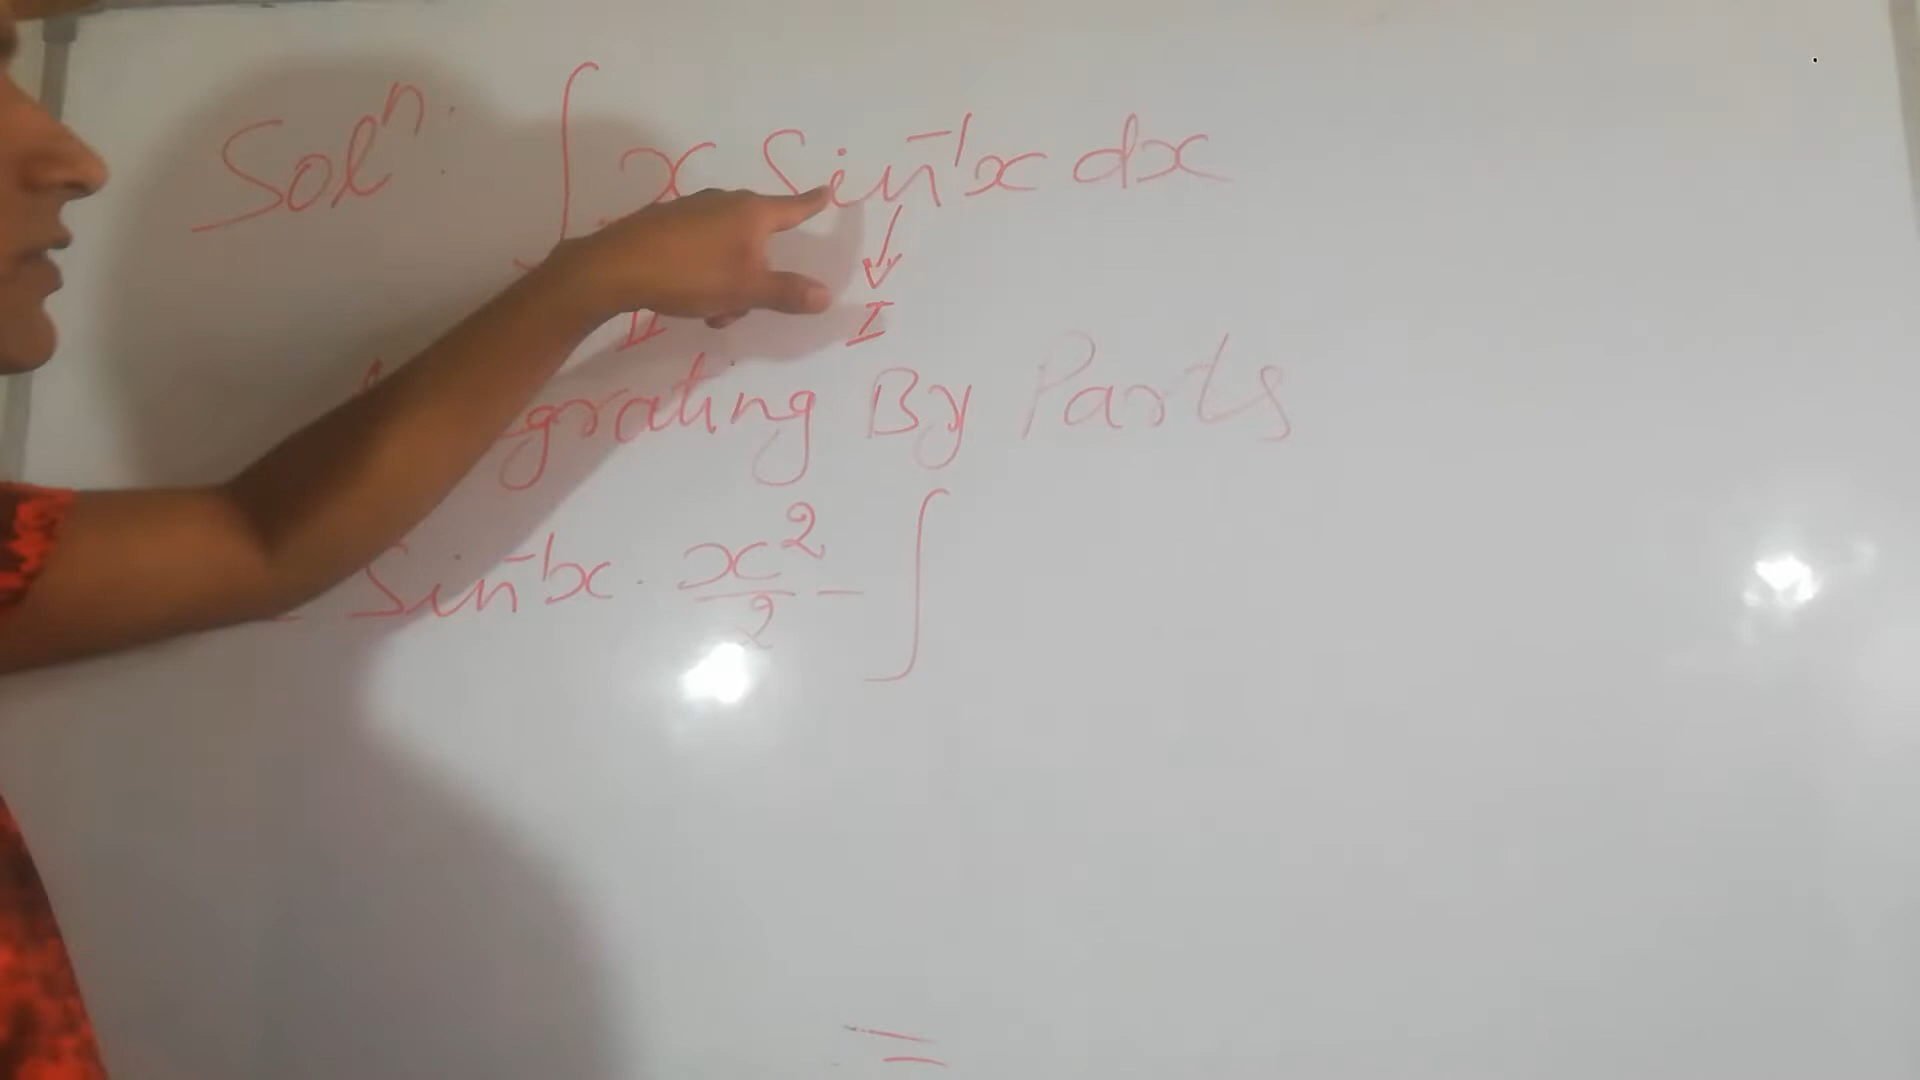 Solⁿ. ∫ x Sin⁻¹x dx
II I
grating By Parts
= Sin⁻¹x . x²/2 - ∫
=